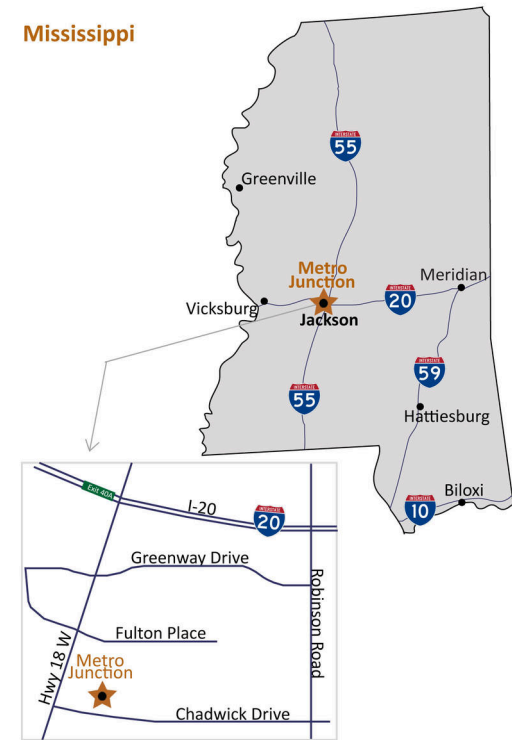 Mississippi
INTERSTATE
55
Greenville
Metro
Junction
Meridian
INTERSTATE
20
Vicksburg
Jackson
INTERSTATE
59
INTERSTATE
55
Hattiesburg
Biloxi
INTERSTATE
10
Exit 40A
I-20
INTERSTATE
20
Greenway Drive
Robinson Road
Fulton Place
Hwy 18 W
Metro
Junction
Chadwick Drive